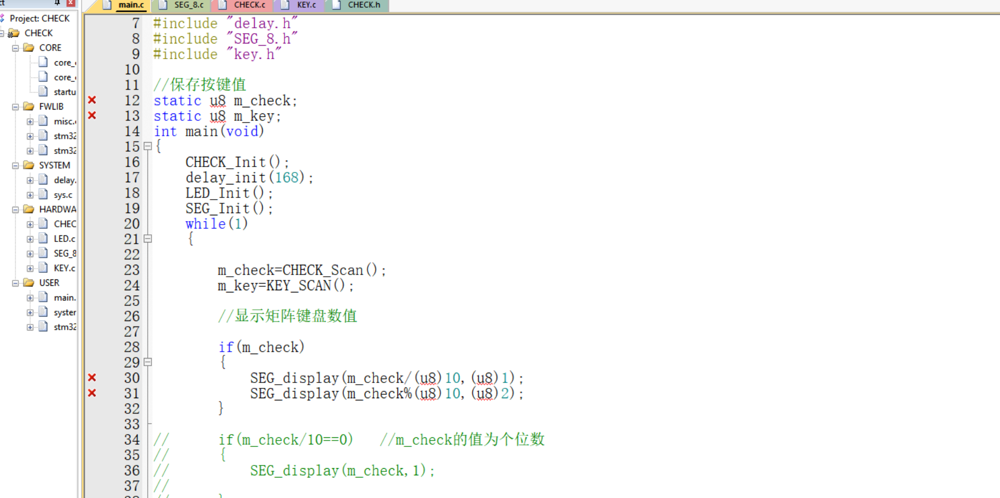 main.c SEG_8.c CHECK.c KEY.c CHECK.h
Project: CHECK
CHECK
CORE
core_
core_
startu
FWLIB
misc.
stm32
stm32
SYSTEM
delay.
sys.c
HARDWA
CHEC
LED.c
SEG_8
KEY.c
USER
main.
syster
stm32
7 #include "delay.h"
8 #include "SEG_8.h"
9 #include "key.h"
10
11 //保存按键值
12 static u8 m_check;
13 static u8 m_key;
14 int main(void)
15 {
16 CHECK_Init();
17 delay_init(168);
18 LED_Init();
19 SEG_Init();
20 while(1)
21 {
22
23 m_check=CHECK_Scan();
24 m_key=KEY_SCAN();
25
26 //显示矩阵键盘数值
27
28 if(m_check)
29 {
30 SEG_display(m_check/(u8)10,(u8)1);
31 SEG_display(m_check%(u8)10,(u8)2);
32 }
33
34 // if(m_check/10==0) //m_check的值为个位数
35 // {
36 // SEG_display(m_check,1);
37 //